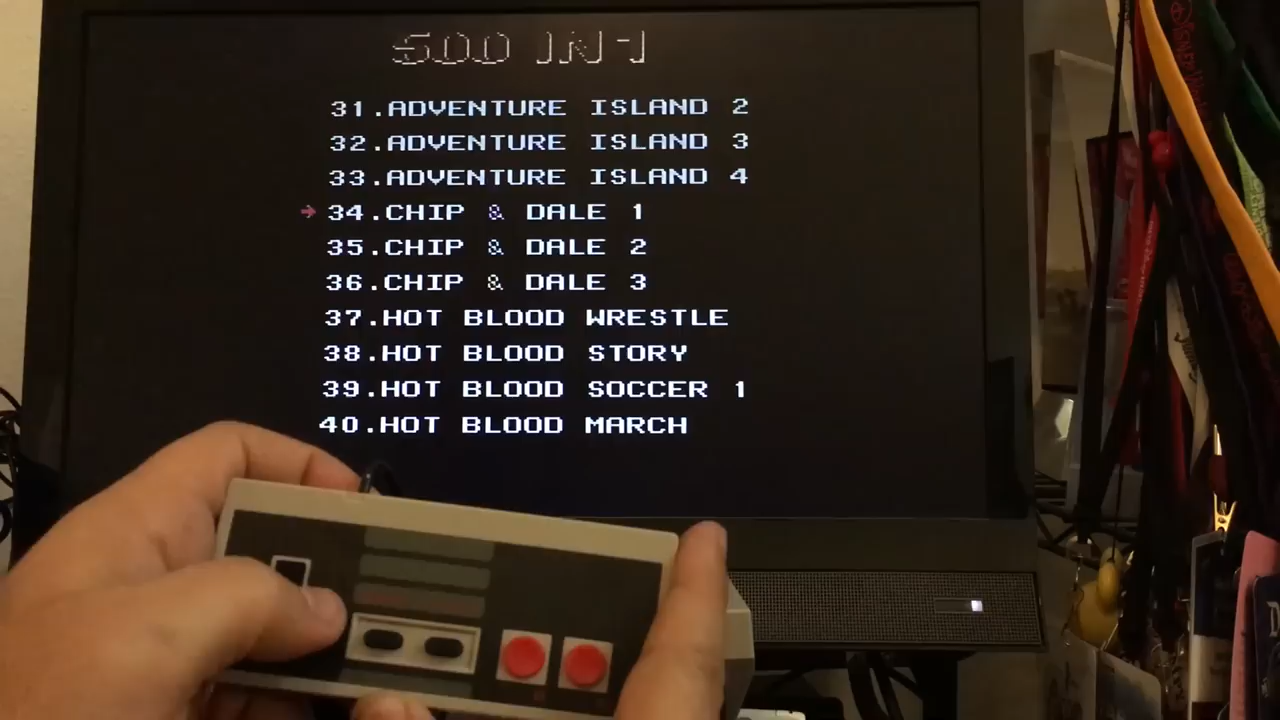 500 IN 1
31.ADVENTURE ISLAND 2
32.ADVENTURE ISLAND 3
33.ADVENTURE ISLAND 4
34.CHIP & DALE 1
35.CHIP & DALE 2
36.CHIP & DALE 3
37.HOT BLOOD WRESTLE
38.HOT BLOOD STORY
39.HOT BLOOD SOCCER 1
40.HOT BLOOD MARCH